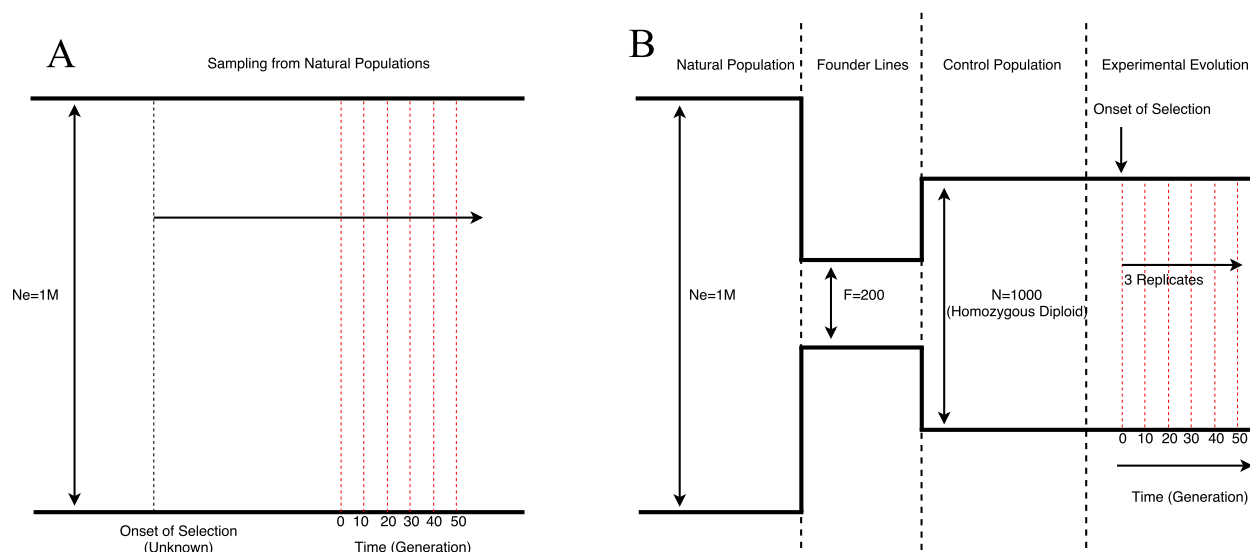 A
Sampling from Natural Populations
Ne=1M
Onset of Selection
(Unknown)
0 10 20 30 40 50
Time (Generation)
B
Natural Population
Founder Lines
Control Population
Experimental Evolution
Onset of Selection
Ne=1M
F=200
N=1000
(Homozygous Diploid)
3 Replicates
0 10 20 30 40 50
Time (Generation)